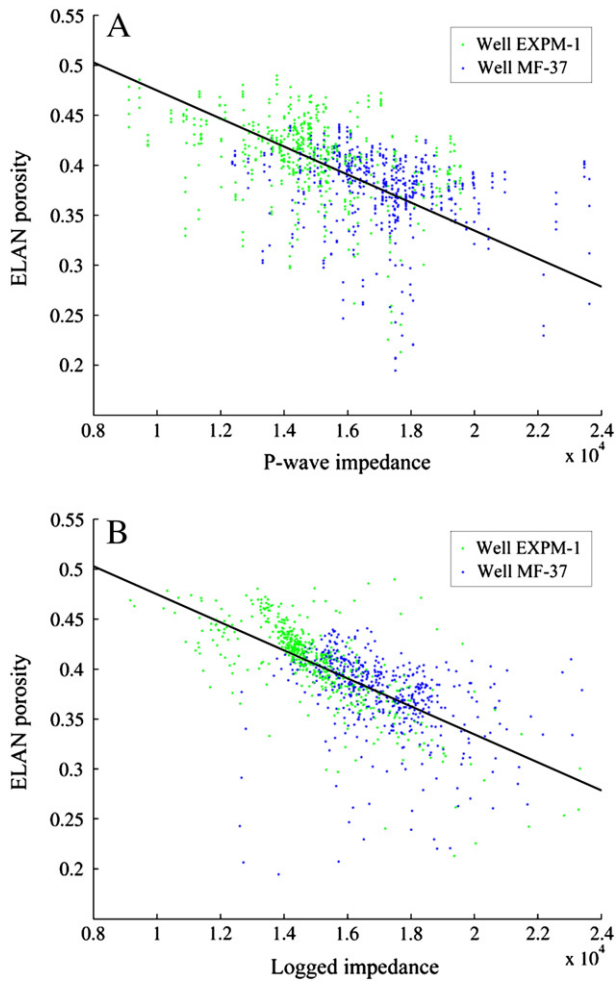 A
Well EXPM-1
Well MF-37
0.55
0.5
0.45
0.4
0.35
0.3
0.25
0.2
ELAN porosity
0.8 1 1.2 1.4 1.6 1.8 2 2.2 2.4
P-wave impedance
x 10⁴
B
Well EXPM-1
Well MF-37
0.55
0.5
0.45
0.4
0.35
0.3
0.25
0.2
ELAN porosity
0.8 1 1.2 1.4 1.6 1.8 2 2.2 2.4
Logged impedance
x 10⁴